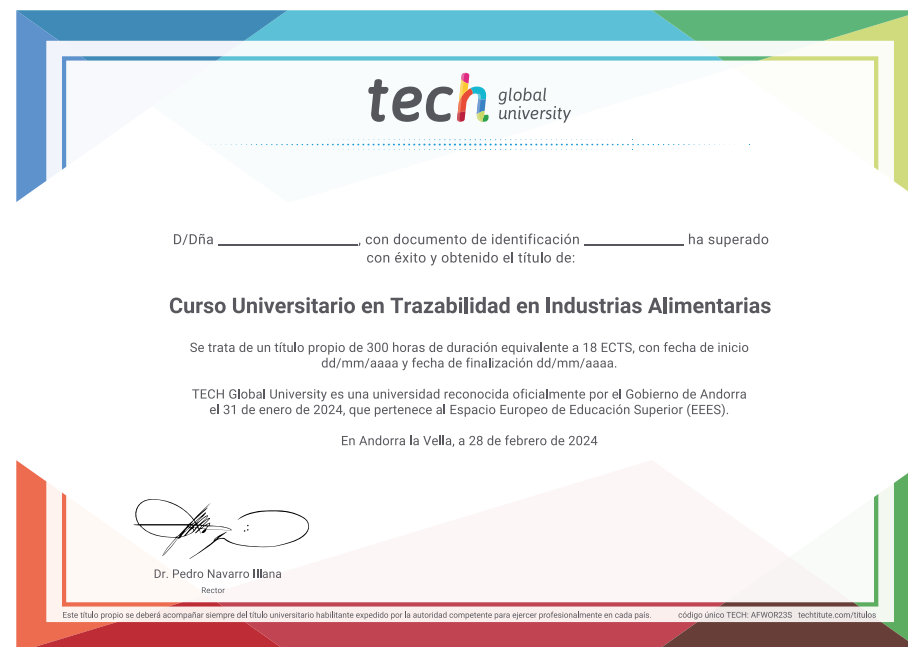 tech global university
D/Dña ____________________, con documento de identificación ______________ ha superado
con éxito y obtenido el título de:
Curso Universitario en Trazabilidad en Industrias Alimentarias
Se trata de un título propio de 300 horas de duración equivalente a 18 ECTS, con fecha de inicio
dd/mm/aaaa y fecha de finalización dd/mm/aaaa.
TECH Global University es una universidad reconocida oficialmente por el Gobierno de Andorra
el 31 de enero de 2024, que pertenece al Espacio Europeo de Educación Superior (EEES).
En Andorra la Vella, a 28 de febrero de 2024
Dr. Pedro Navarro Illana
Rector
Este título propio se deberá acompañar siempre del título universitario habilitante expedido por la autoridad competente para ejercer profesionalmente en cada país. código único TECH: AFWOR23S techtitute.com/titulos